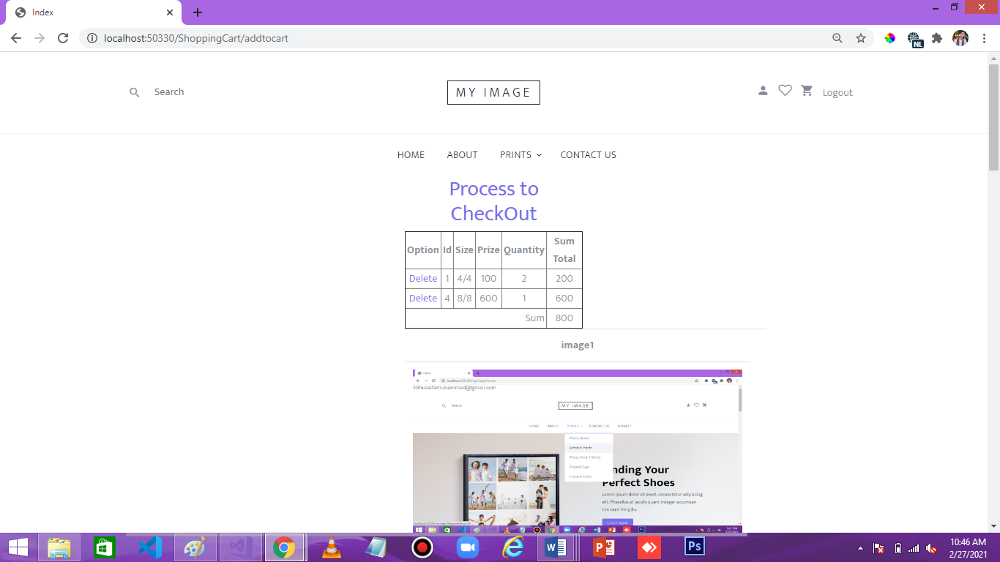 Index
localhost:50330/ShoppingCart/addtocart
NL
Search
MY IMAGE
Logout
HOME ABOUT PRINTS CONTACT US
Process to
CheckOut
Option Id Size Prize Quantity Sum Total
Delete 1 4/4 100 2 200
Delete 4 8/8 600 1 600
Sum 800
image1
56huzaifamuhammad@gmail.com
Search
MY IMAGE
HOME ABOUT PRINTS CONTACT US LOGOUT
Photo Books
Metallic Prints
Photo Print T-Shirts
Printed Cups
nding Your
Perfect Shoes
Lorem ipsum dolor sit amet, consectetur adipiscing
elit. Phasellus at iaculis quam. Integer accumsan
tincidunt fringilla.
SHOP NOW
10:46 AM
2/27/2021